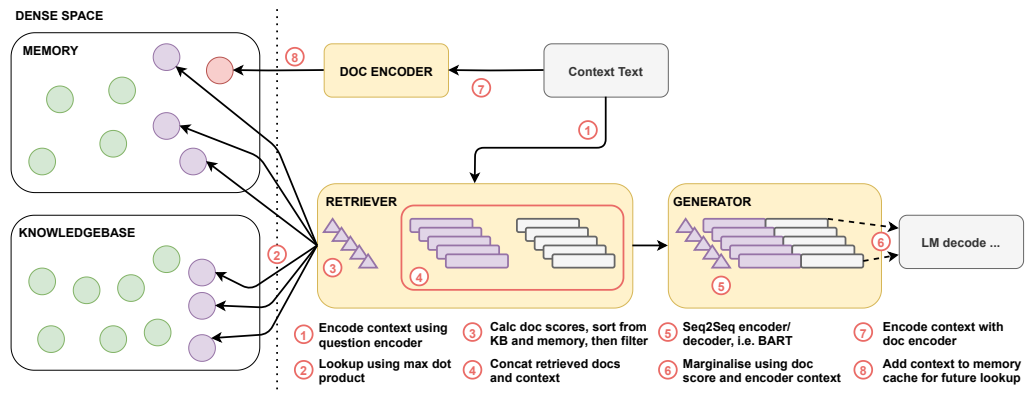 DENSE SPACE
MEMORY
8
DOC ENCODER
7
Context Text
1
RETRIEVER
3
4
GENERATOR
5
6
LM decode ...
KNOWLEDGEBASE
2
1 Encode context using
question encoder
2 Lookup using max dot
product
3 Calc doc scores, sort from
KB and memory, then filter
4 Concat retrieved docs
and context
5 Seq2Seq encoder/
decoder, i.e. BART
6 Marginalise using doc
score and encoder context
7 Encode context with
doc encoder
8 Add context to memory
cache for future lookup